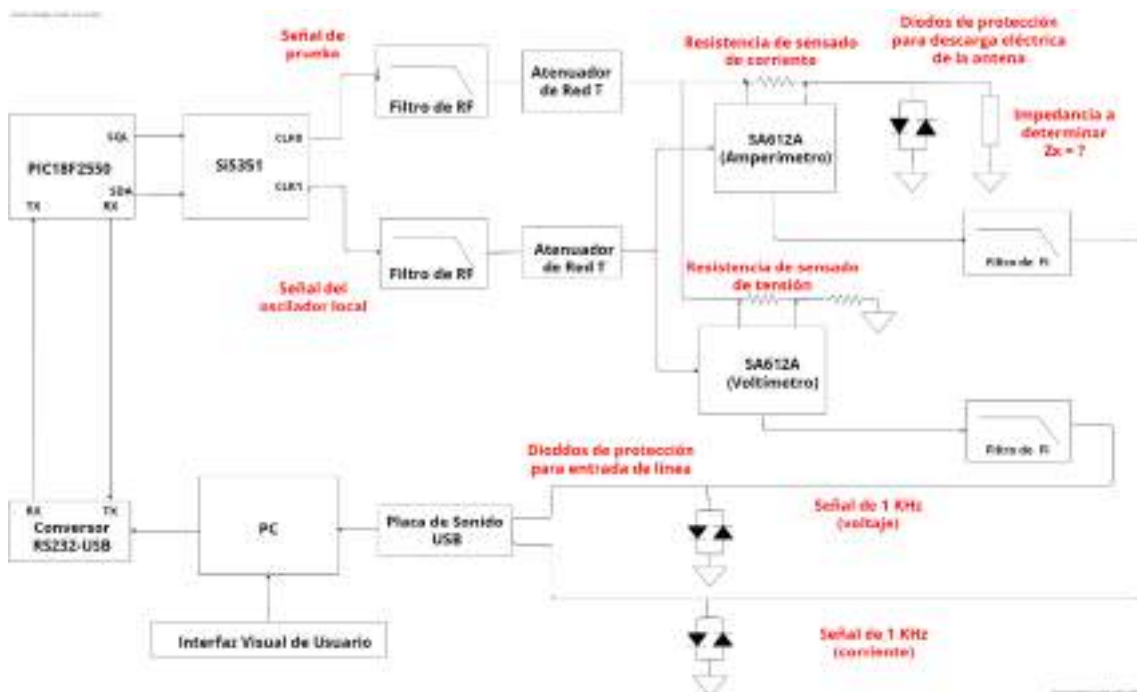 Señal de
prueba
Filtro de RF
Atenuador
de Red T
Resistencia de sensado
de corriente
Diodos de protección
para descarga eléctrica
de la antena
SA612A
(Amperímetro)
Impedancia a
determinar
Zx = ?
PIC18F2550
SDA
TX
RX
Si5351
CLK0
CLK1
Filtro de RF
Atenuador
de Red T
Señal del
oscilador local
Filtro de FI
Resistencia de sensado
de tensión
SA612A
(Voltímetro)
Filtro de FI
Dioddos de protección
para entrada de línea
Señal de 1 KHz
(voltaje)
RX
TX
Conversor
RS232-USB
PC
Placa de Sonido
USB
Interfaz Visual de Usuario
Señal de 1 KHz
(corriente)